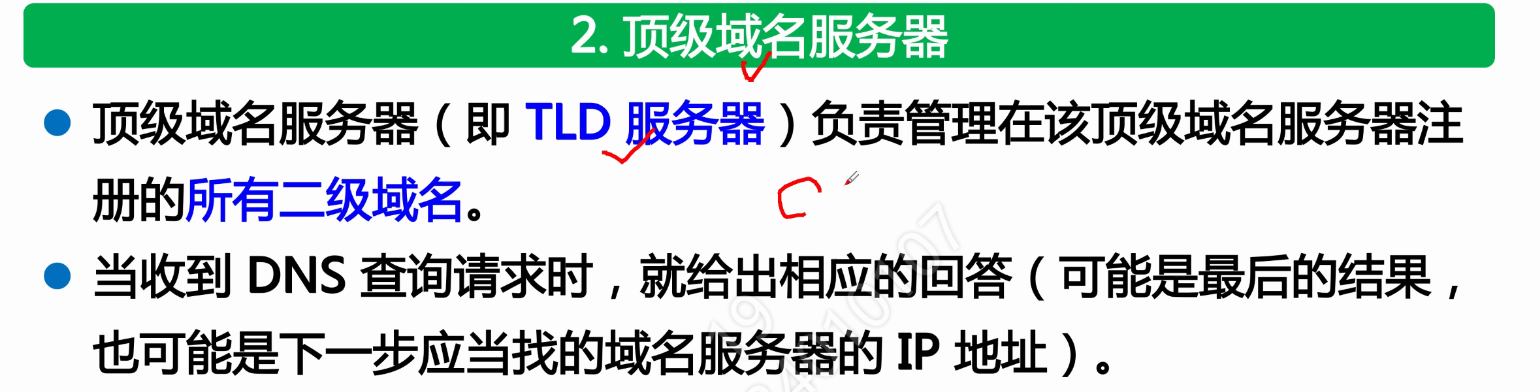 2. 顶级域名服务器
顶级域名服务器（即 TLD 服务器）负责管理在该顶级域名服务器注
册的所有二级域名。
当收到 DNS 查询请求时，就给出相应的回答（可能是最后的结果，
也可能是下一步应当找的域名服务器的 IP 地址）。